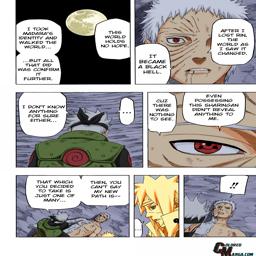 AFTER I
LOST RIN,
THE WORLD
AS I
SAW IT
CHANGED.
IT
BECAME
A BLACK
HELL.
THIS
WORLD
HOLDS
NO HOPE.
I TOOK
MADARA'S
IDENTITY AND
WALKED THE
WORLD...
...BUT ALL
THAT DID
WAS CONFIRM
IT
FURTHER.
EVEN
POSSESSING
THIS SHARINGAN
DIDN'T REVEAL
ANYTHING TO
ME.
CUZ
THERE WAS
NOTHING
TO SEE.
...
I DON'T KNOW
ANYTHING
FOR SURE
EITHER...
!!
THEN, YOU
CAN'T SAY
MY NEW
PATH IS--
THAT WHICH
YOU DECIDED
TO TAKE IS
JUST ONE OF
MANY...
COLORED
MANGA.COM